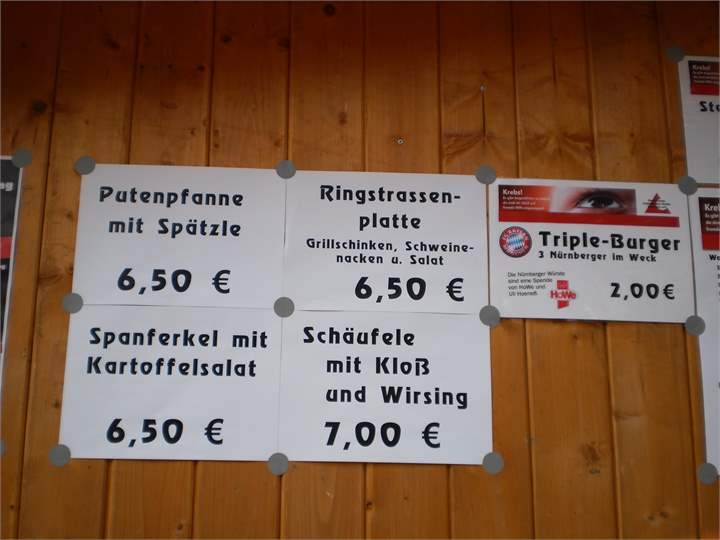 Putenpfanne
mit Spätzle
6,50 €
Ringstrassen-
platte
Grillschinken, Schweine-
nacken u. Salat
6,50 €
Spanferkel mit
Kartoffelsalat
6,50 €
Schäufele
mit Kloß
und Wirsing
7,00 €
Krebs!
Triple-Burger
3 Nürnberger im Weck
Die Nürnberger Würste
sind eine Spende
von HoWe und
Uli Hoeneß
HoWe
2,00 €
Krebs!